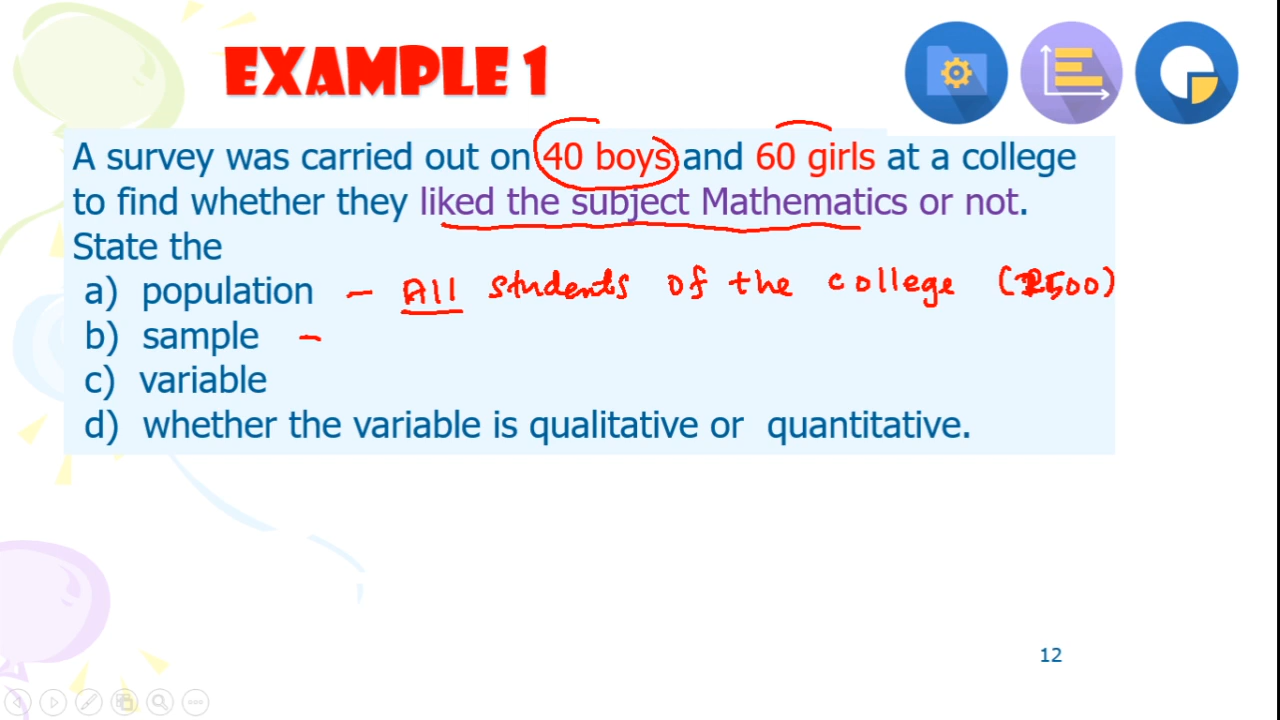 EXAMPLE 1
A survey was carried out on 40 boys and 60 girls at a college
to find whether they liked the subject Mathematics or not.
State the
a) population – All students of the college (2500)
b) sample –
c) variable
d) whether the variable is qualitative or quantitative.
12